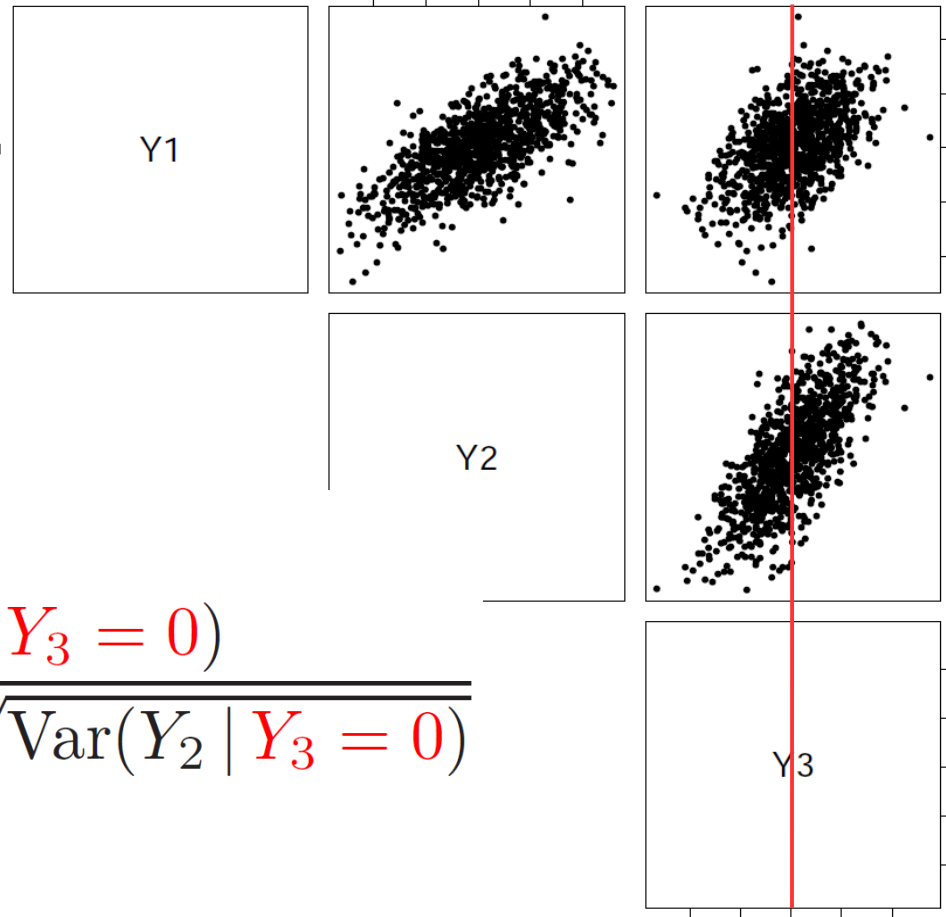 Y1
Y2
Y₃ = 0)
√Var(Y₂ | Y₃ = 0)
Y3